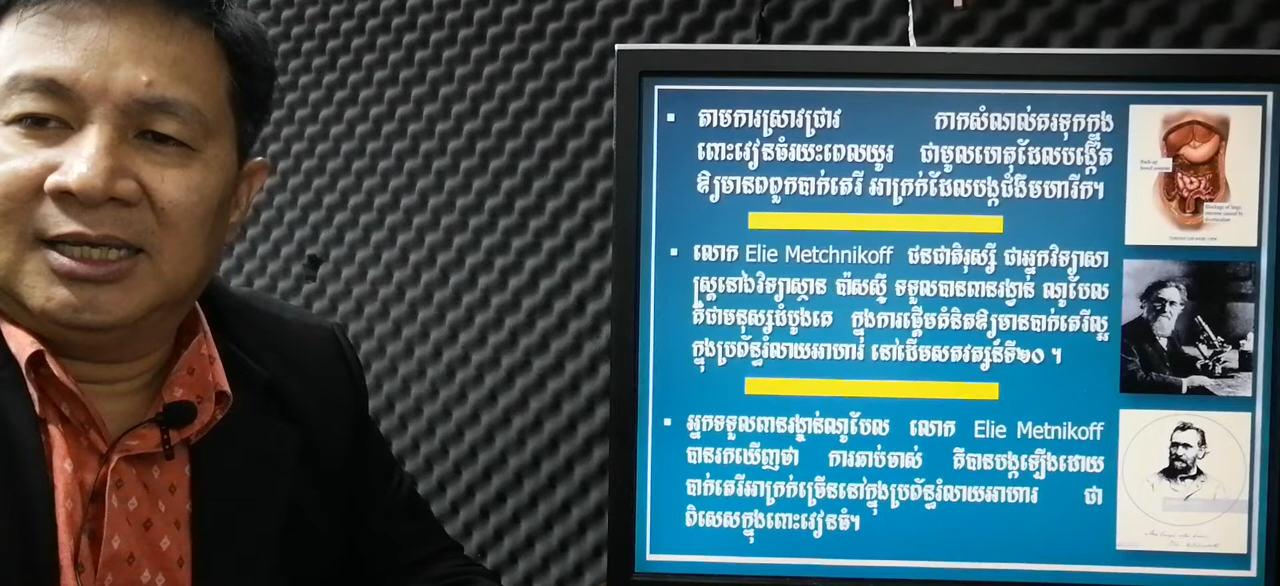 តាមការស្រាវជ្រាវ កាកសំណល់គរទុកក្នុង
ពោះវៀនធំរយះពេលយូរ ជាមូលហេតុដែលបង្កើត
ឱ្យមានពពួកបាក់តេរី អាក្រក់ដែលបង្កជំងឺមហារីក។
លោក Elie Metchnikoff ជនជាតិរុស្ស៊ី ជាអ្នកវិទ្យាសា
ស្ត្រនៅឯវិទ្យាស្ថាន ប៉ាសស្ទ័រ ទទួលបានពានរង្វាន់ ណូបែល
គឺជាមនុស្សដំបូងគេ ក្នុងការផ្តើមគំនិតឱ្យមានបាក់តេរីល្អ
ក្នុងប្រព័ន្ធរំលាយអាហារ នៅដើមសតវត្សន៍ទី២០ ។
អ្នកទទួលពានរង្វាន់ណូបែល លោក Elie Metnikoff
បានរកឃើញថា ការឆាប់ចាស់ គឺបានបង្កឡើងដោយ
បាក់តេរីអាក្រក់ច្រើននៅក្នុងប្រព័ន្ធរំលាយអាហារ ជា
ពិសេសក្នុងពោះវៀនធំ។